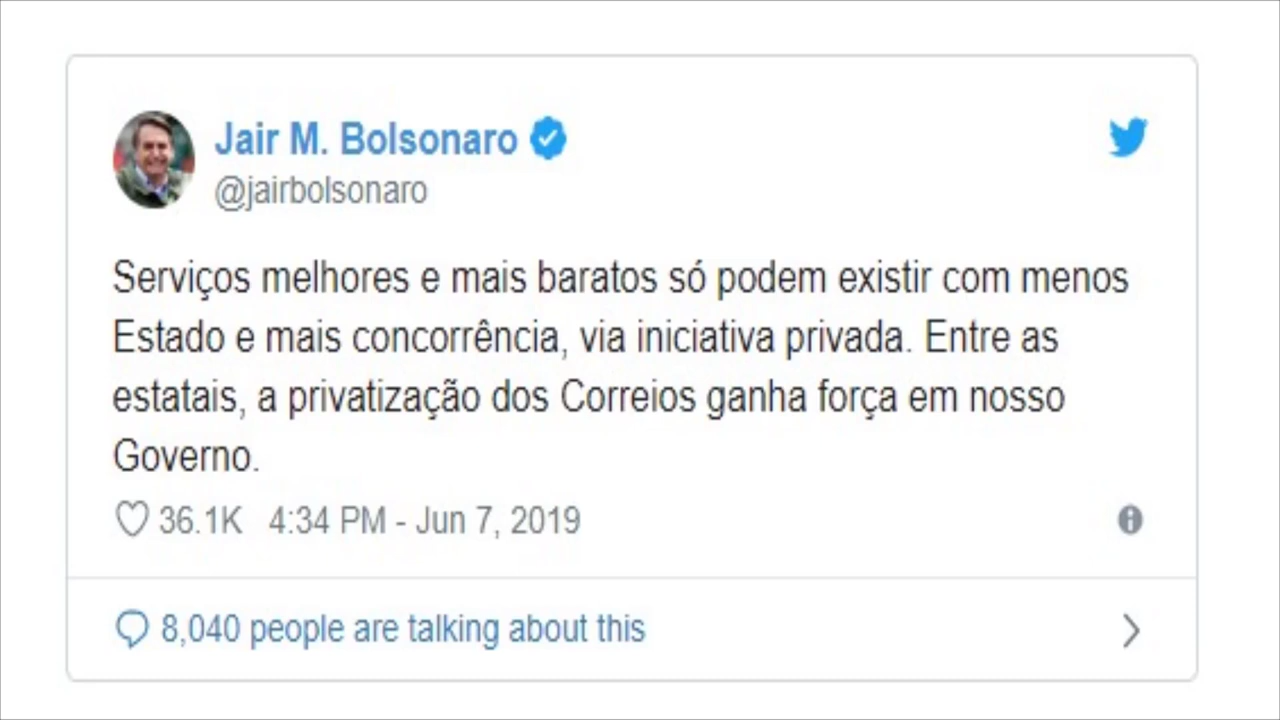 Jair M. Bolsonaro
@jairbolsonaro
Serviços melhores e mais baratos só podem existir com menos
Estado e mais concorrência, via iniciativa privada. Entre as
estatais, a privatização dos Correios ganha força em nosso
Governo.
36.1K 4:34 PM - Jun 7, 2019
8,040 people are talking about this